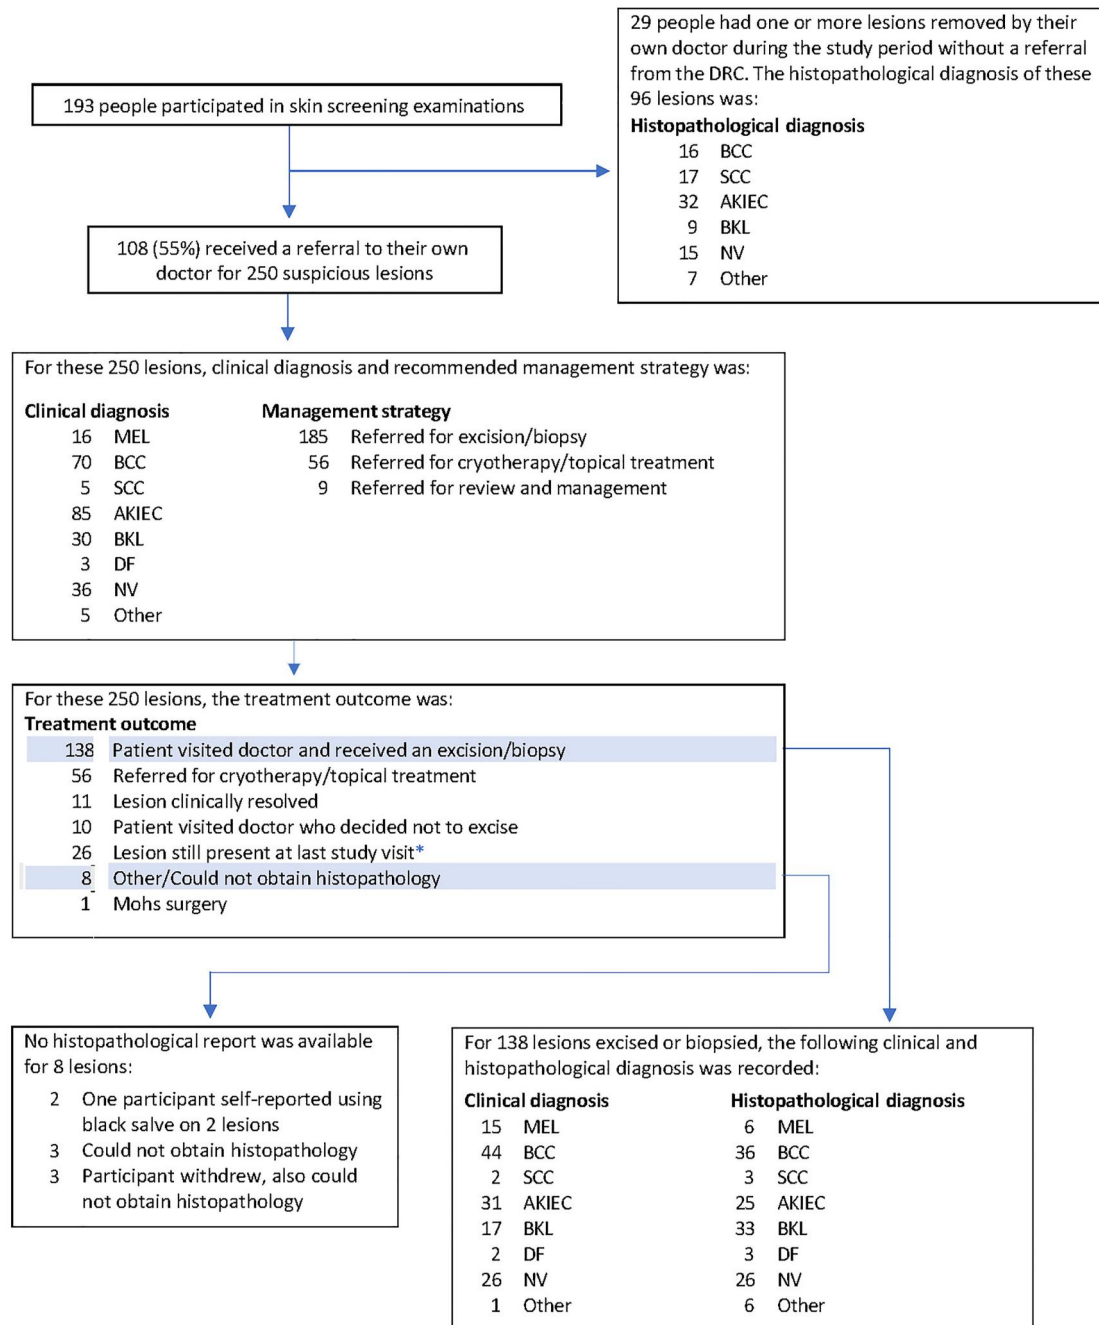 193 people participated in skin screening examinations
29 people had one or more lesions removed by their
own doctor during the study period without a referral
from the DRC. The histopathological diagnosis of these
96 lesions was:
Histopathological diagnosis
16 BCC
17 SCC
32 AKIEC
9 BKL
15 NV
7 Other
108 (55%) received a referral to their own
doctor for 250 suspicious lesions
For these 250 lesions, clinical diagnosis and recommended management strategy was:
Clinical diagnosis
16 MEL
70 BCC
5 SCC
85 AKIEC
30 BKL
3 DF
36 NV
5 Other
Management strategy
185 Referred for excision/biopsy
56 Referred for cryotherapy/topical treatment
9 Referred for review and management
For these 250 lesions, the treatment outcome was:
Treatment outcome
138 Patient visited doctor and received an excision/biopsy
56 Referred for cryotherapy/topical treatment
11 Lesion clinically resolved
10 Patient visited doctor who decided not to excise
26 Lesion still present at last study visit*
8 Other/Could not obtain histopathology
1 Mohs surgery
No histopathological report was available
for 8 lesions:
2 One participant self-reported using
black salve on 2 lesions
3 Could not obtain histopathology
3 Participant withdrew, also could
not obtain histopathology
For 138 lesions excised or biopsied, the following clinical and
histopathological diagnosis was recorded:
Clinical diagnosis
15 MEL
44 BCC
2 SCC
31 AKIEC
17 BKL
2 DF
26 NV
1 Other
Histopathological diagnosis
6 MEL
36 BCC
3 SCC
25 AKIEC
33 BKL
3 DF
26 NV
6 Other